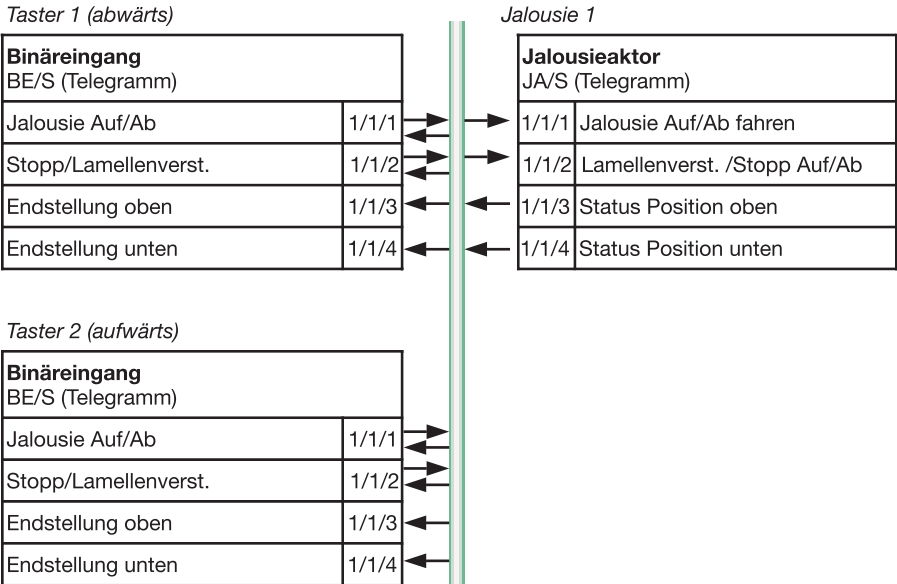 Taster 1 (abwärts)
Binäreingang
BE/S (Telegramm)
Jalousie Auf/Ab 1/1/1
Stopp/Lamellenverst. 1/1/2
Endstellung oben 1/1/3
Endstellung unten 1/1/4
Jalousie 1
Jalousieaktor
JA/S (Telegramm)
1/1/1 Jalousie Auf/Ab fahren
1/1/2 Lamellenverst. /Stopp Auf/Ab
1/1/3 Status Position oben
1/1/4 Status Position unten
Taster 2 (aufwärts)
Binäreingang
BE/S (Telegramm)
Jalousie Auf/Ab 1/1/1
Stopp/Lamellenverst. 1/1/2
Endstellung oben 1/1/3
Endstellung unten 1/1/4